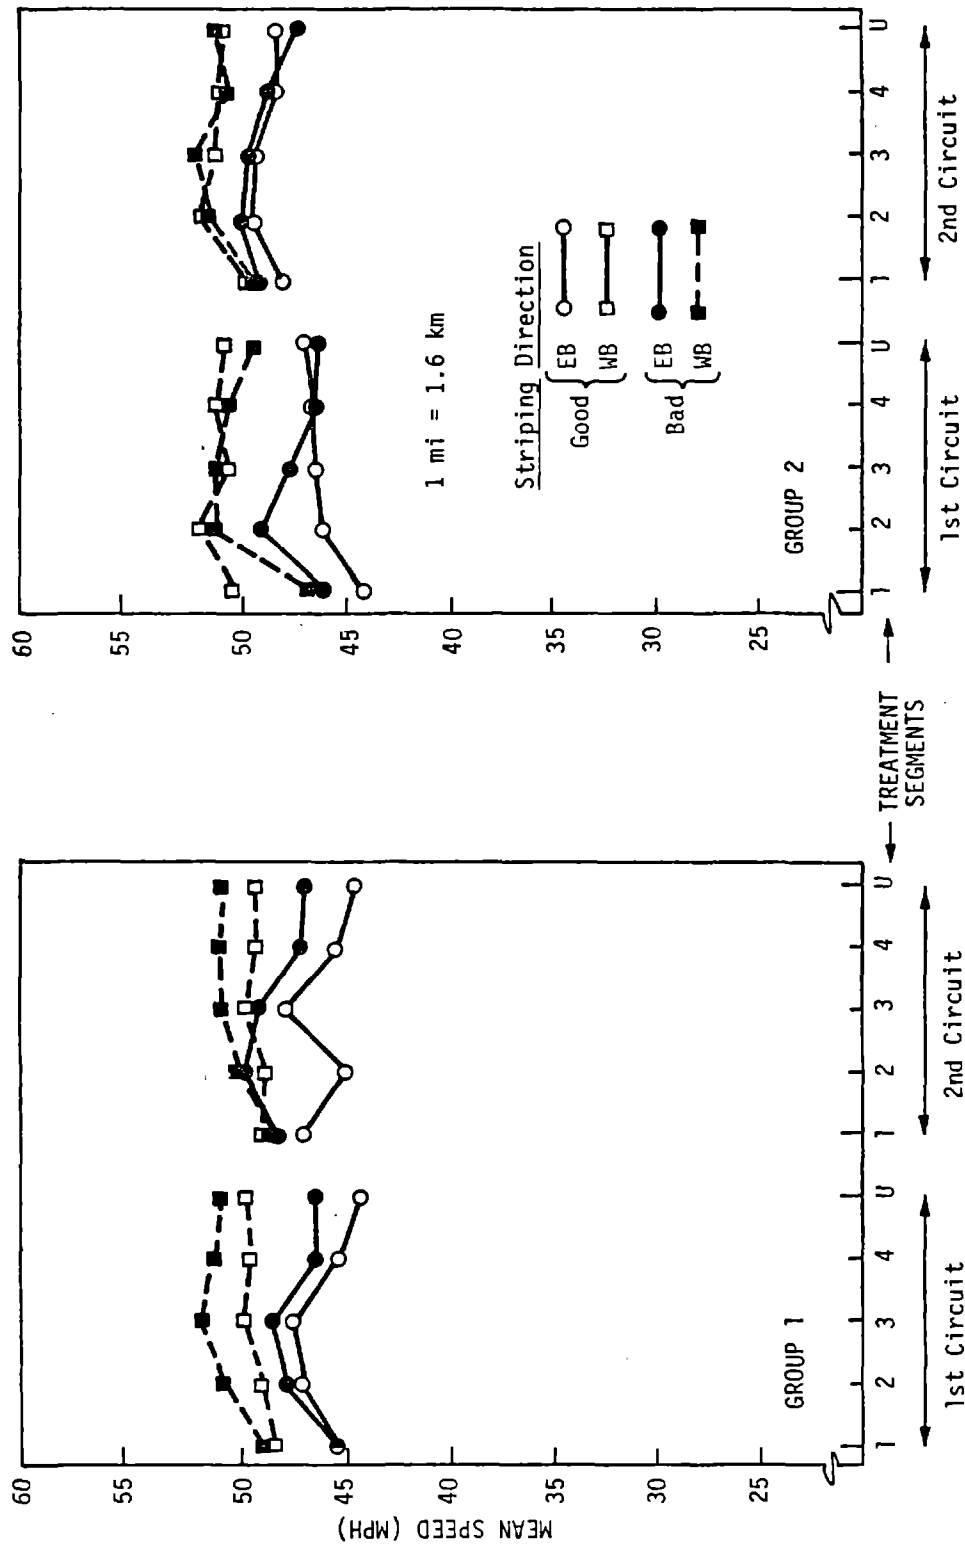 MEAN SPEED (MPH)
60
55
50
45
40
35
30
25
GROUP 1
1 2 3 4 U 1 2 3 4 U
1st Circuit 2nd Circuit
TREATMENT
SEGMENTS
60
55
50
45
40
35
30
25
1 mi = 1.6 km
Striping Direction
Good EB
WB
Bad EB
WB
GROUP 2
1 2 3 4 U 1 2 3 4 U
1st Circuit 2nd Circuit